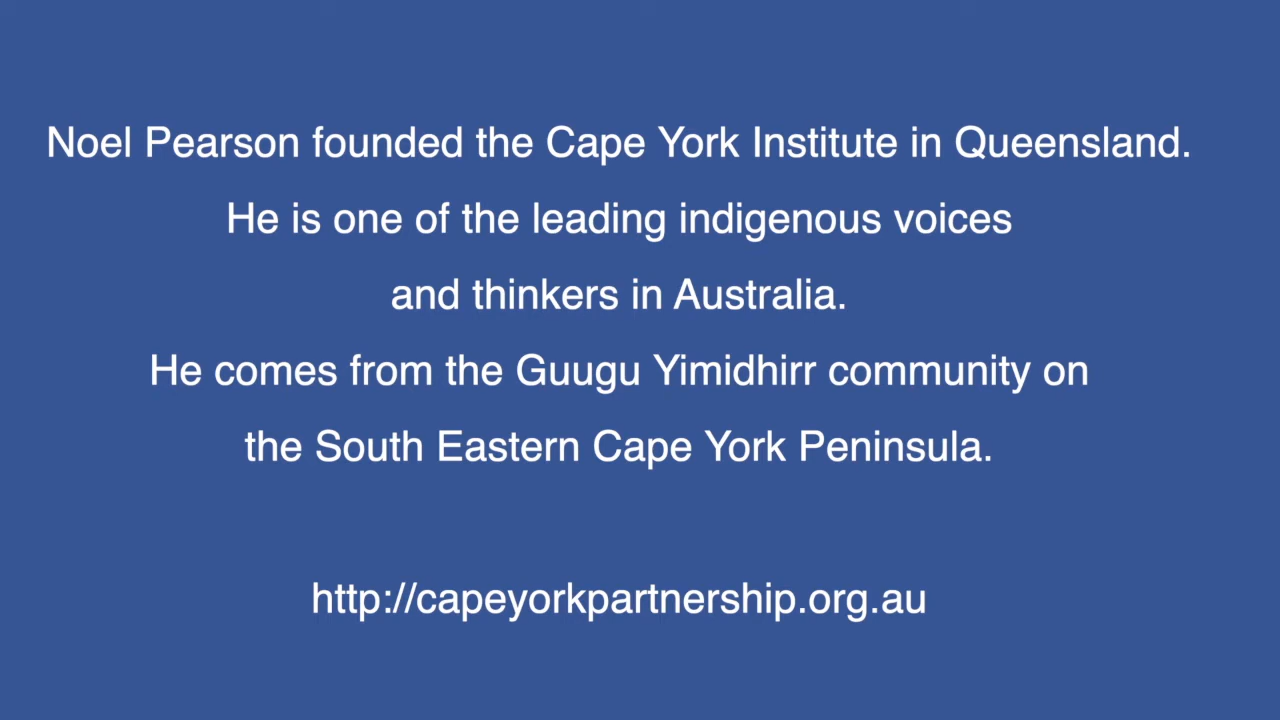 Noel Pearson founded the Cape York Institute in Queensland.
He is one of the leading indigenous voices
and thinkers in Australia.
He comes from the Guugu Yimidhirr community on
the South Eastern Cape York Peninsula.
http://capeyorkpartnership.org.au